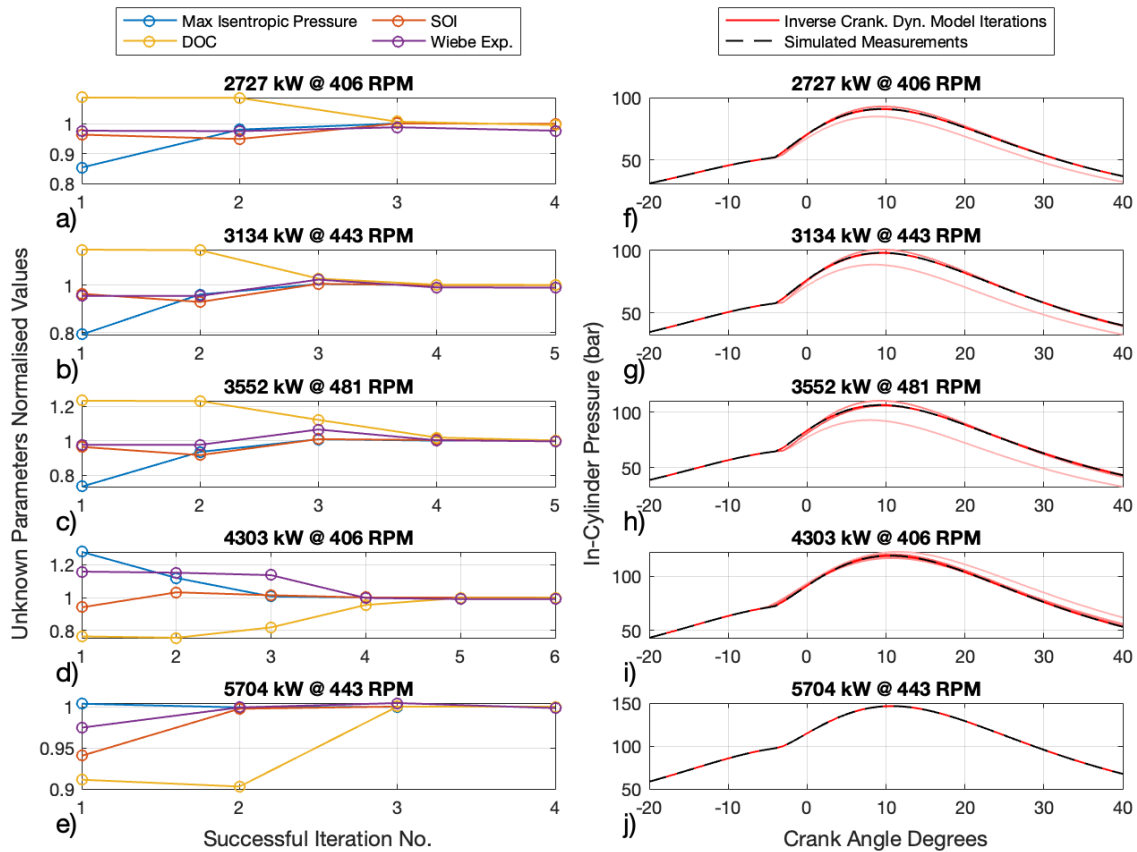 Max Isentropic Pressure
SOI
DOC
Wiebe Exp.
Inverse Crank. Dyn. Model Iterations
Simulated Measurements
Unknown Parameters Normalised Values
In-Cylinder Pressure (bar)
2727 kW @ 406 RPM
1
0.9
0.8
1 2 3 4
a)
2727 kW @ 406 RPM
100
50
-20 -10 0 10 20 30 40
f)
3134 kW @ 443 RPM
1
0.8
1 2 3 4 5
b)
3134 kW @ 443 RPM
100
50
-20 -10 0 10 20 30 40
g)
3552 kW @ 481 RPM
1.2
1
0.8
1 2 3 4 5
c)
3552 kW @ 481 RPM
100
50
-20 -10 0 10 20 30 40
h)
4303 kW @ 406 RPM
1.2
1
0.8
1 2 3 4 5 6
d)
4303 kW @ 406 RPM
100
50
-20 -10 0 10 20 30 40
i)
5704 kW @ 443 RPM
1
0.95
0.9
1 2 3 4
e)
Successful Iteration No.
5704 kW @ 443 RPM
150
100
50
-20 -10 0 10 20 30 40
j)
Crank Angle Degrees